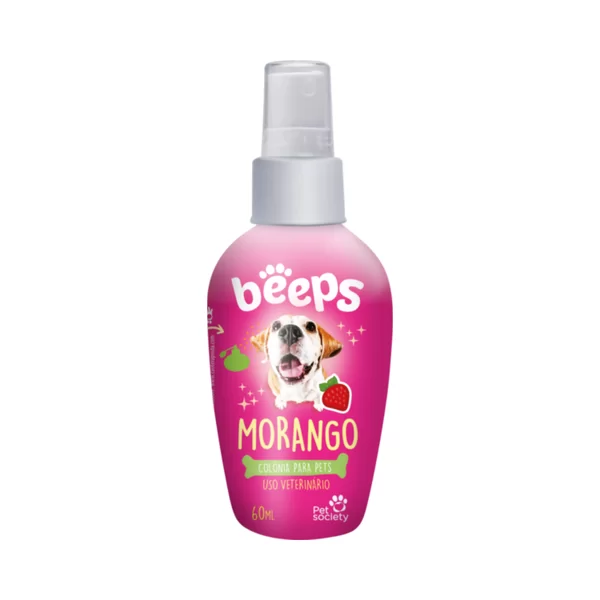 beeps
MORANGO
COLÔNIA PARA PETS
USO VETERINÁRIO
60ML
Pet
society